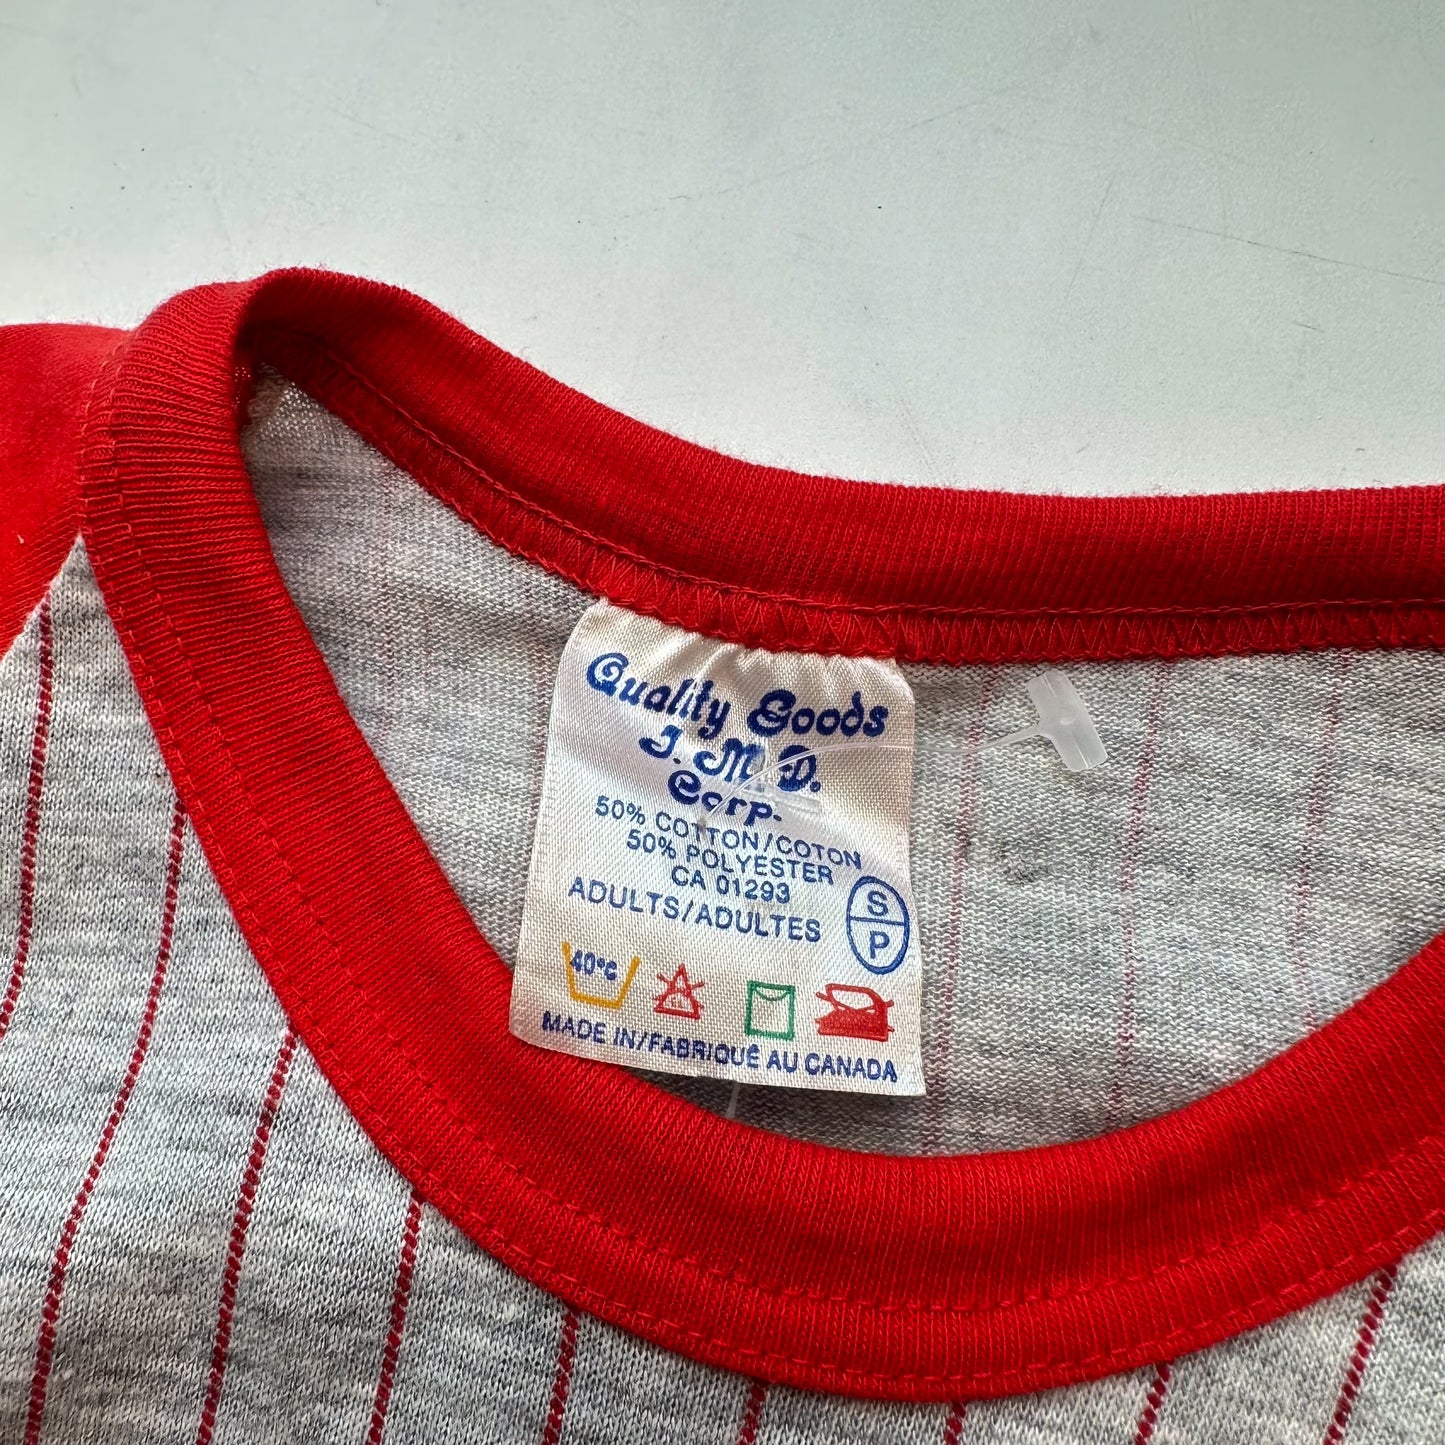 Quality Goods
I. M. D.
Corp.
50% COTTON/COTON
50% POLYESTER
CA 01293
ADULTS/ADULTES
S
P
40°C
MADE IN/FABRIQUÉ AU CANADA